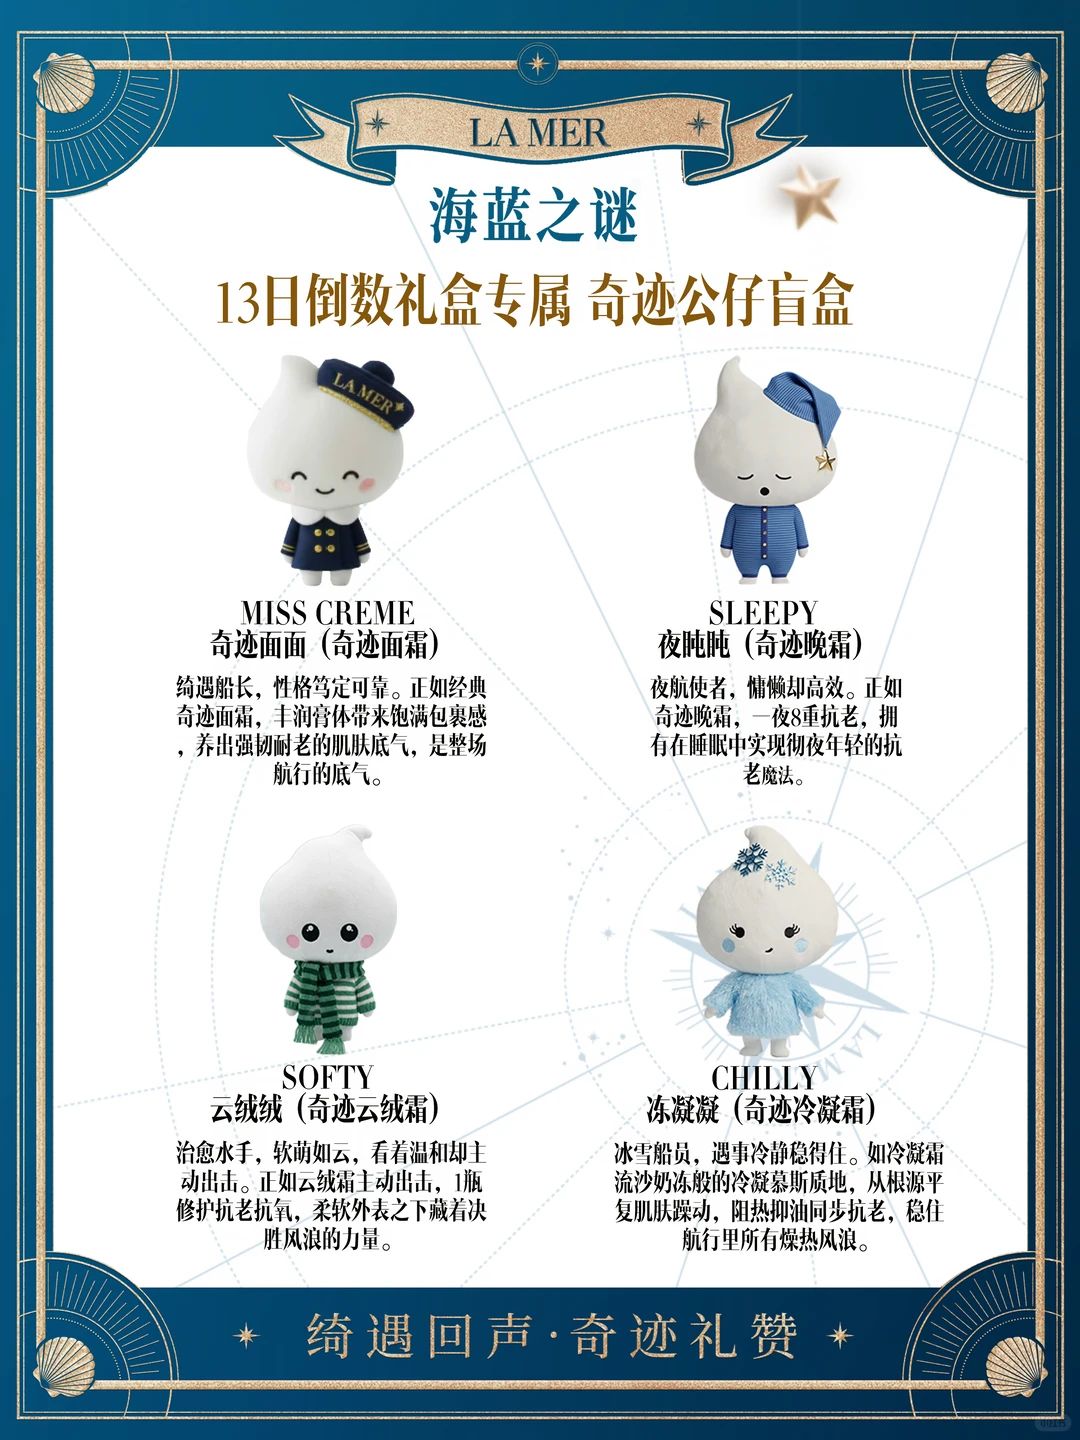 LA MER
海蓝之谜
13日倒数礼盒专属 奇迹公仔盲盒
LA MER
MISS CREME
奇迹面面（奇迹面霜）
绮遇船长，性格笃定可靠。正如经典
奇迹面霜，丰润膏体带来饱满包裹感
，养出强韧耐老的肌肤底气，是整场
航行的底气。
SLEEPY
夜盹盹（奇迹晚霜）
夜航使者，慵懒却高效。正如
奇迹晚霜，一夜8重抗老，拥
有在睡眠中实现彻夜年轻的抗
老魔法。
SOFTY
云绒绒（奇迹云绒霜）
治愈水手，软萌如云，看着温和却主
动出击。正如云绒霜主动出击，1瓶
修护抗老抗氧，柔软外表之下藏着决
胜风浪的力量。
CHILLY
冻凝凝（奇迹冷凝霜）
冰雪船员，遇事冷静稳得住。如冷凝霜
流沙奶冻般的冷凝慕斯质地，从根源平
复肌肤躁动，阻热抑油同步抗老，稳住
航行里所有燥热风浪。
LA MER
绮遇回声·奇迹礼赞